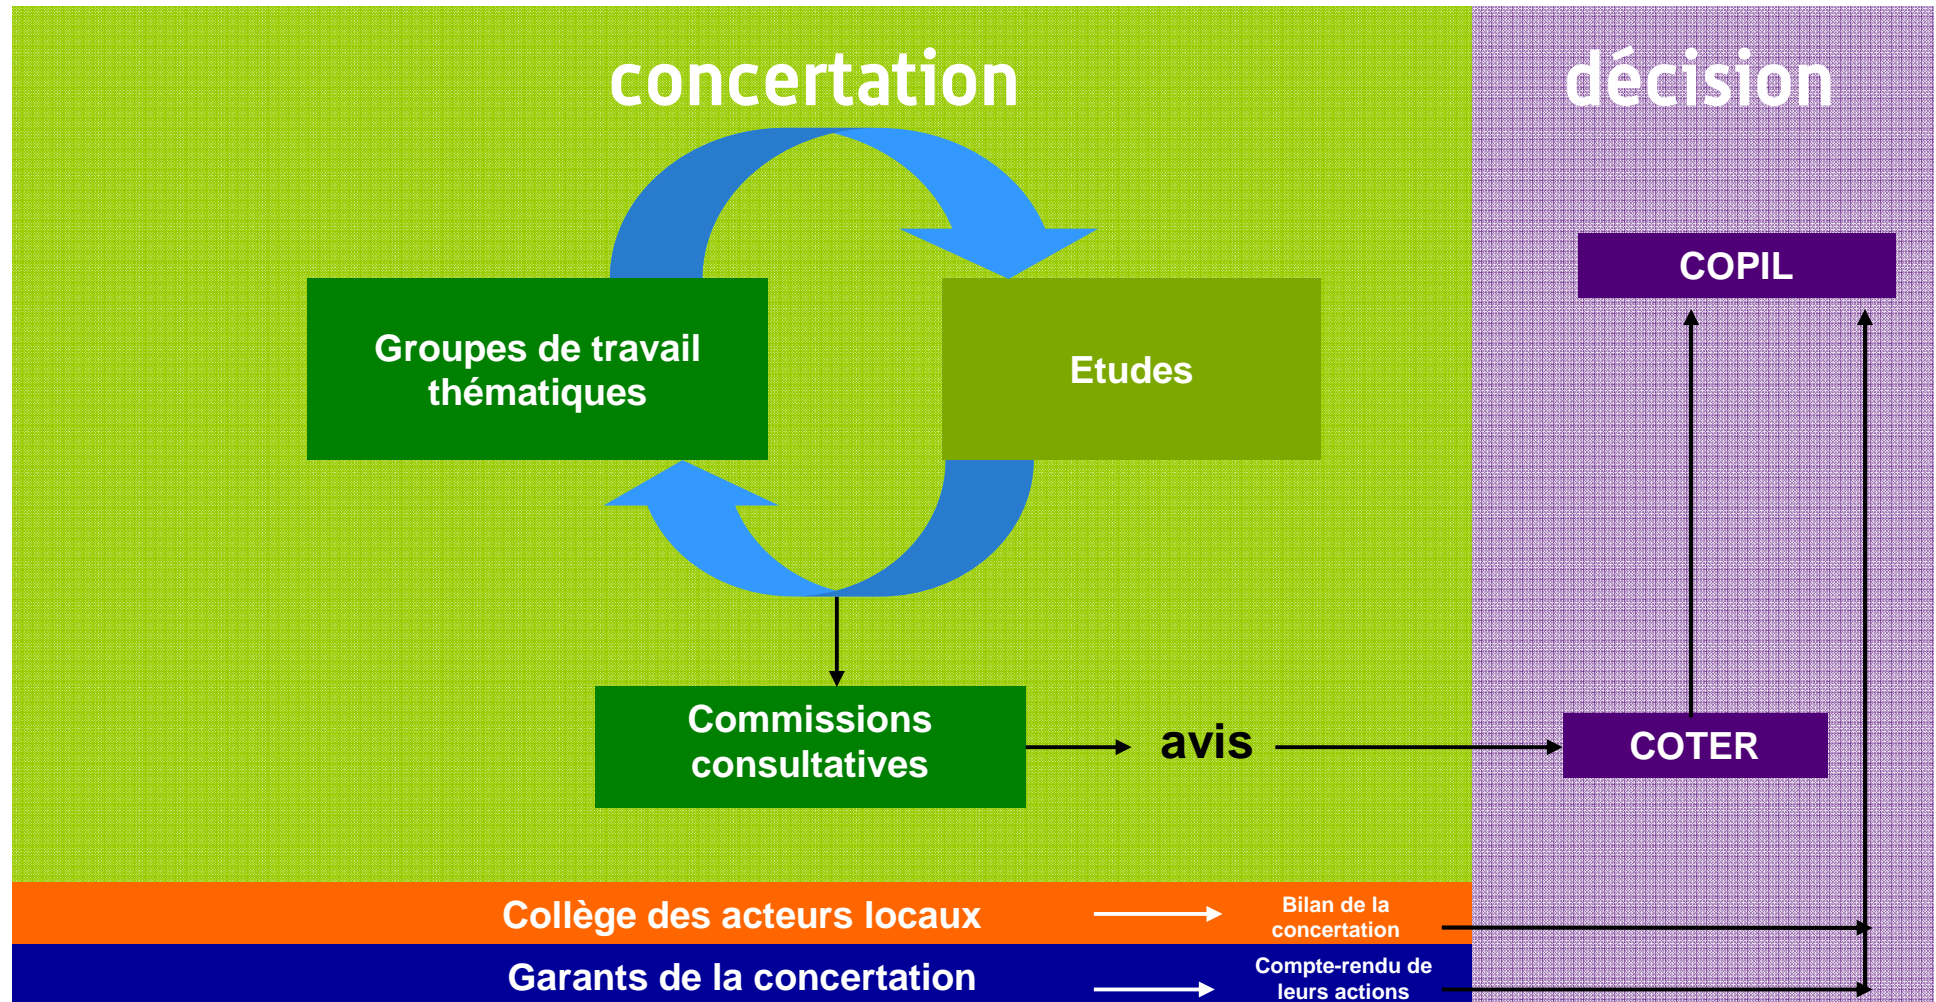 concertation
décision
COPIL
Groupes de travail
thématiques
Etudes
Commissions
consultatives
avis
COTER
Collège des acteurs locaux
Bilan de la
concertation
Garants de la concertation
Compte-rendu de
leurs actions